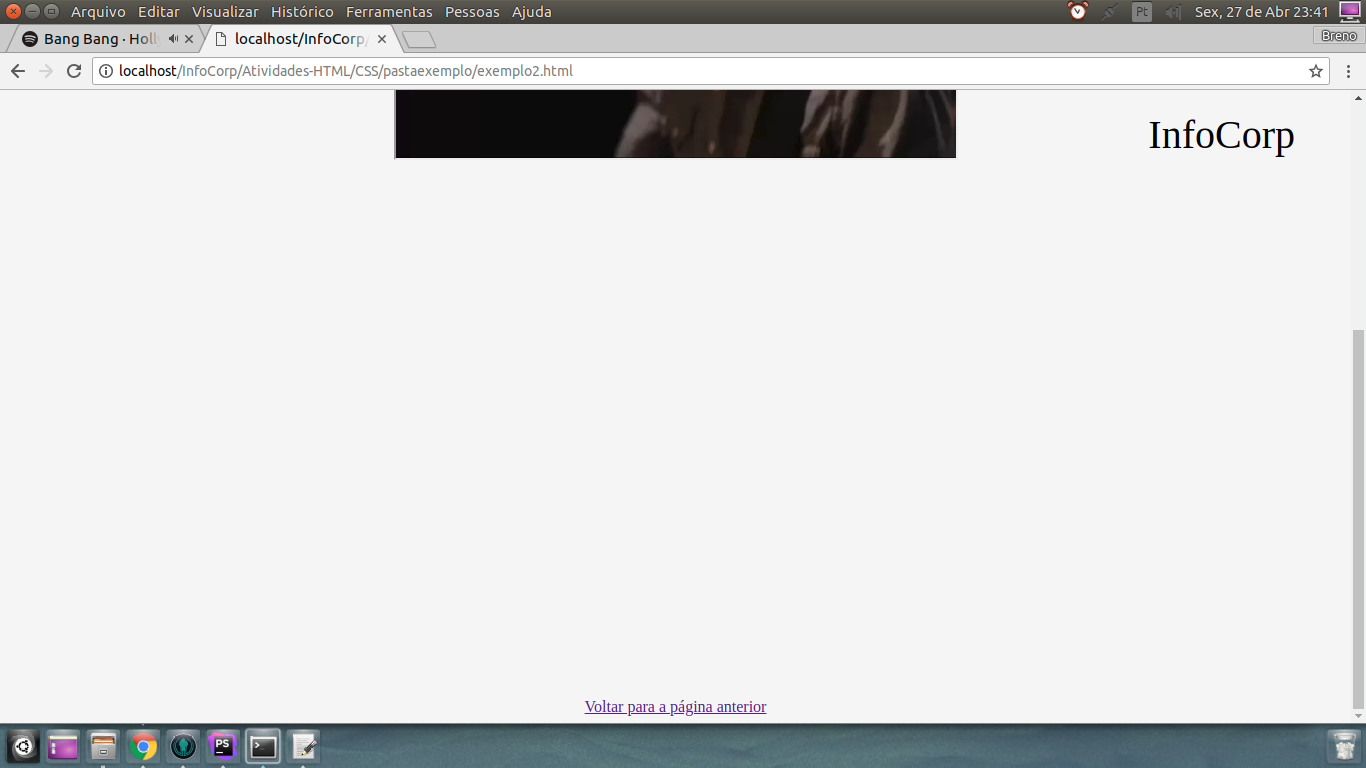 Arquivo Editar Visualizar Histórico Ferramentas Pessoas Ajuda
Pt
Sex, 27 de Abr 23:41
Bang Bang · Holly
localhost/InfoCorp/
Breno
localhost/InfoCorp/Atividades-HTML/CSS/pastaexemplo/exemplo2.html
InfoCorp
Voltar para a página anterior
PS